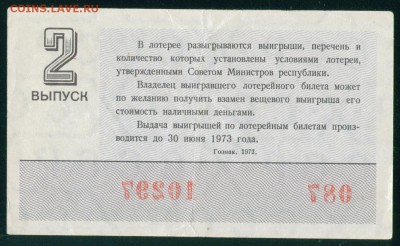 COINS.LAVE.RU
2
ВЫПУСК
В лотерее разыгрываются выигрыши, перечень и
количество которых установлены условиями лотереи,
утвержденными Советом Министров республики.
Владелец выигравшего лотерейного билета может
по желанию получить взамен вещевого выигрыша его
стоимость наличными деньгами.
Выдача выигрышей по лотерейным билетам произ-
водится до 30 июня 1973 года.
Гознак. 1972.
10297
087